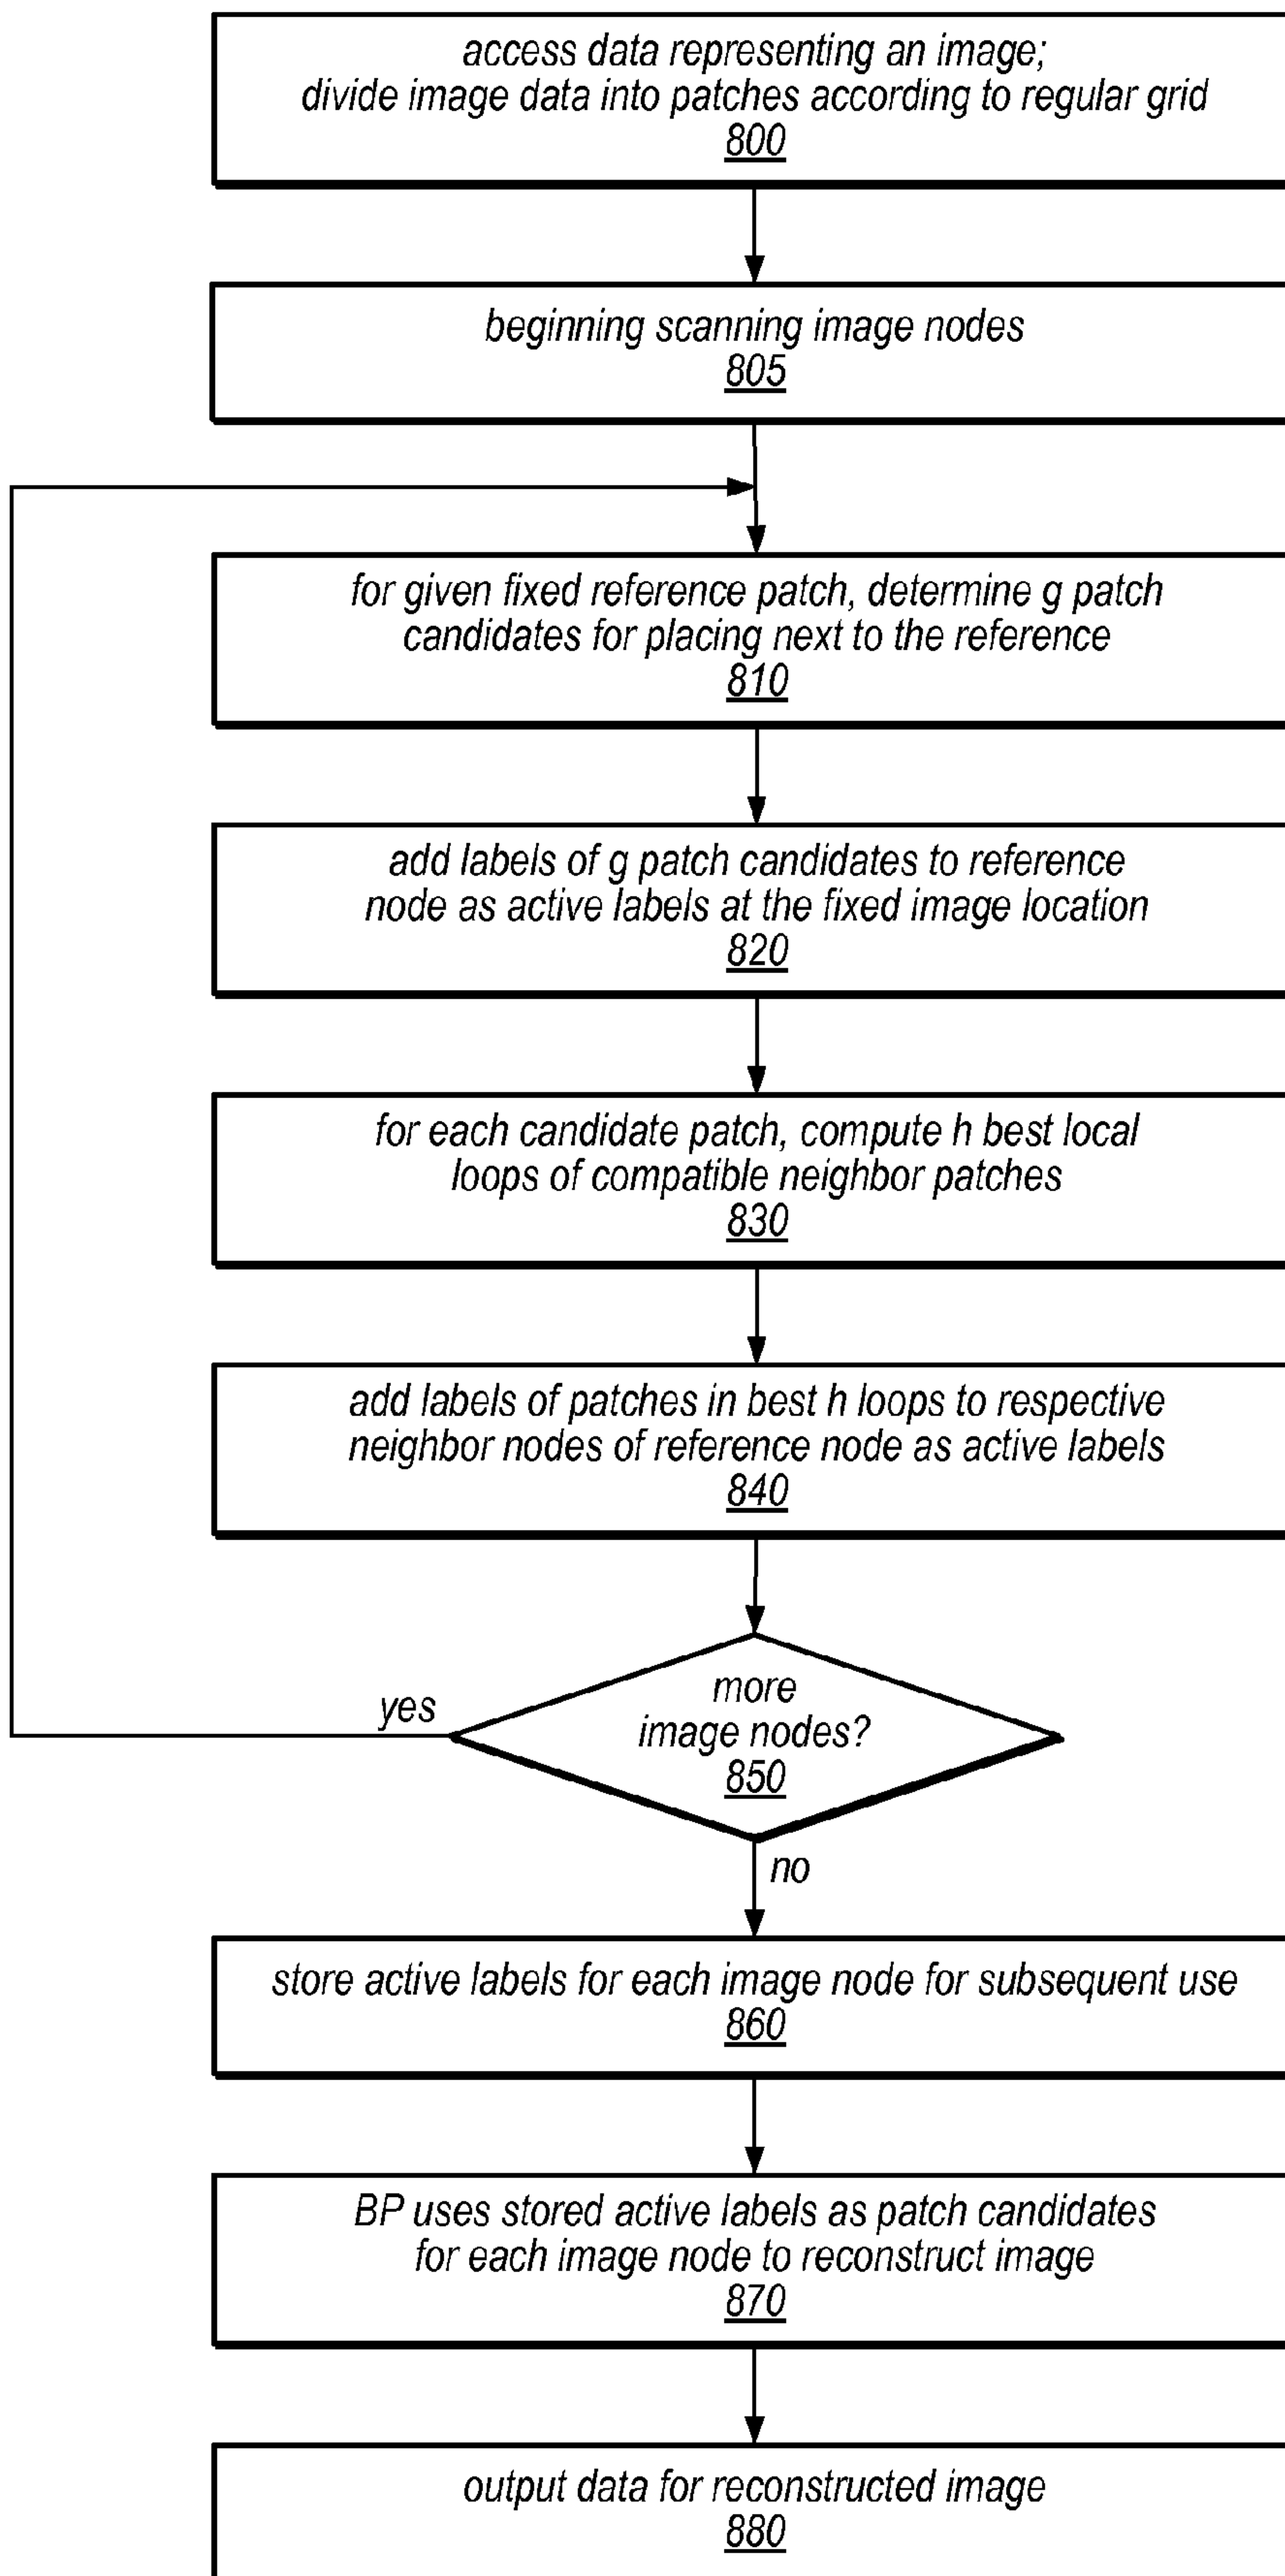 access data representing an image;
divide image data into patches according to regular grid
800
beginning scanning image nodes
805
for given fixed reference patch, determine g patch
candidates for placing next to the reference
810
add labels of g patch candidates to reference
node as active labels at the fixed image location
820
for each candidate patch, compute h best local
loops of compatible neighbor patches
830
add labels of patches in best h loops to respective
neighbor nodes of reference node as active labels
840
more
image nodes?
850
yes
no
store active labels for each image node for subsequent use
860
BP uses stored active labels as patch candidates
for each image node to reconstruct image
870
output data for reconstructed image
880